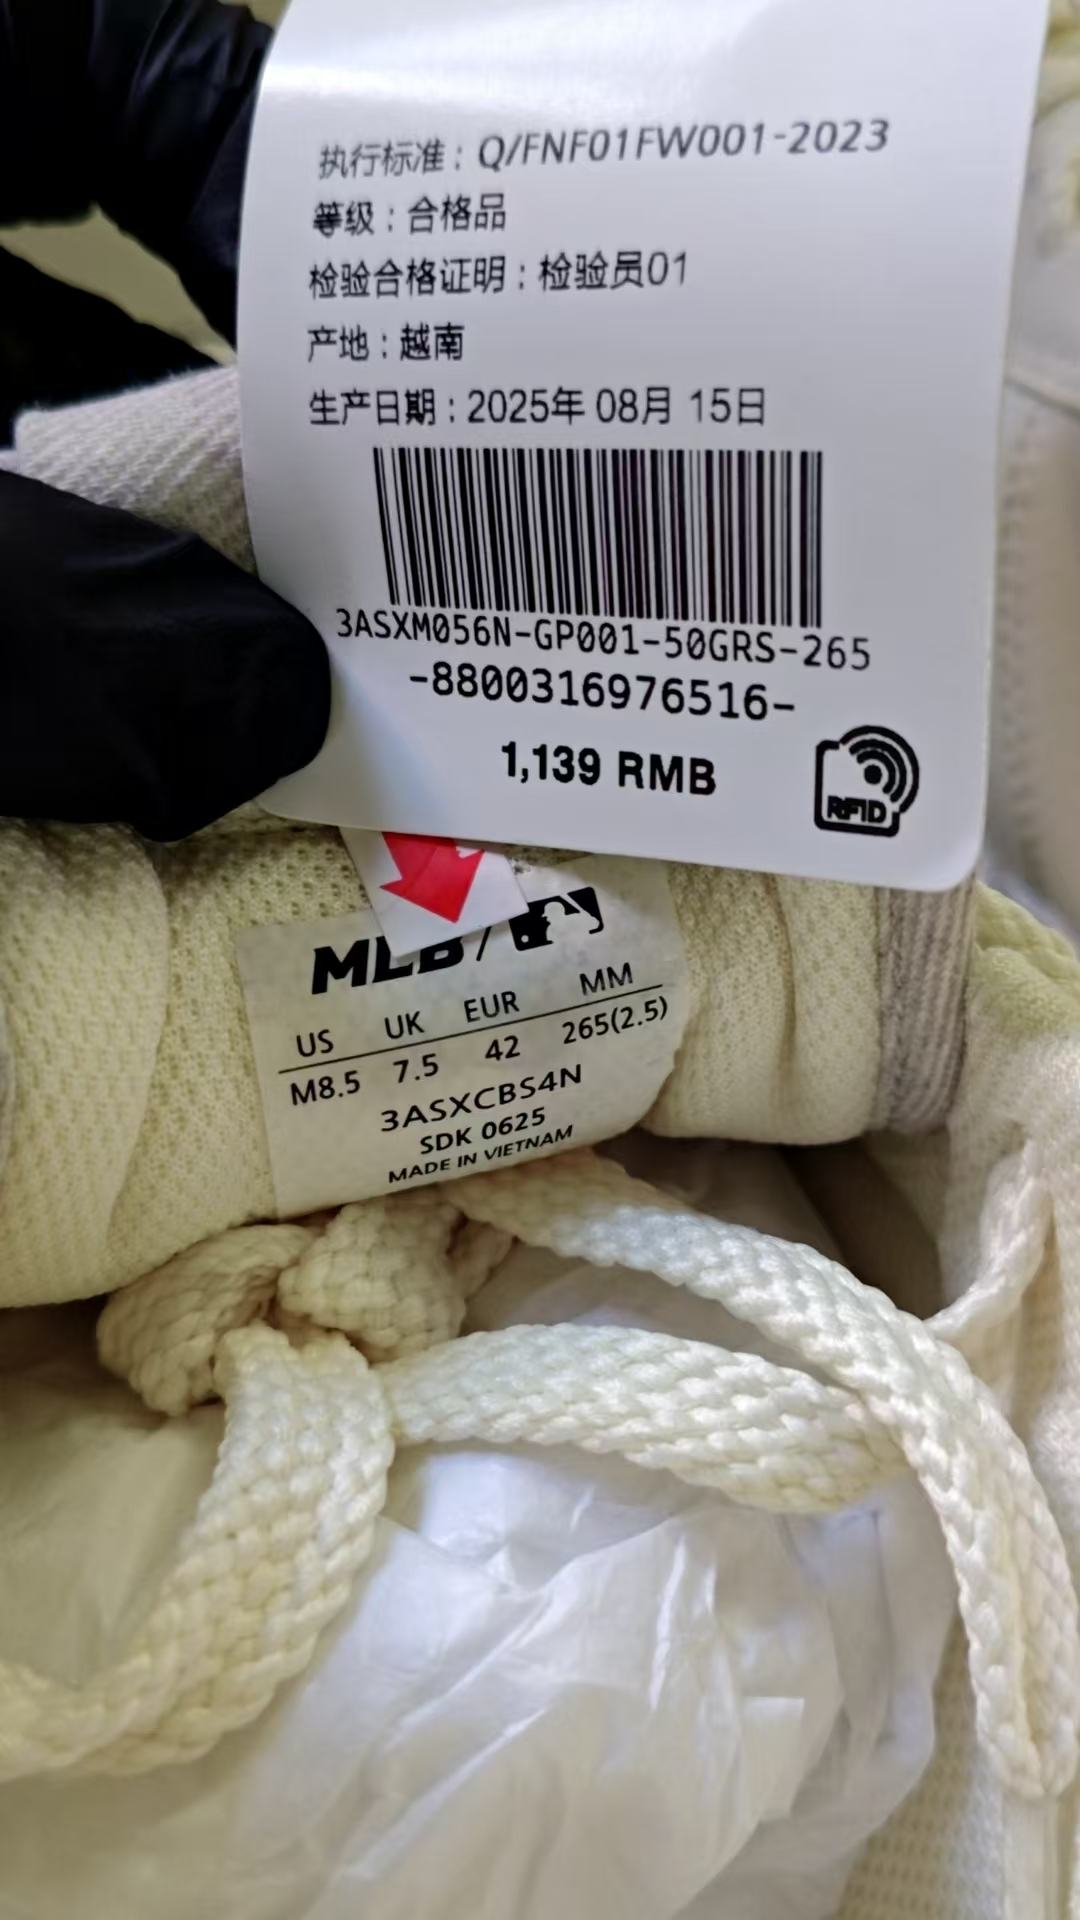 执行标准：Q/FNF01FW001-2023
等级：合格品
检验合格证明：检验员01
产地：越南
生产日期：2025年 08月 15日
3ASXM056N-GP001-50GRS-265
-8800316976516-
1,139 RMB
RFID
MLB
US UK EUR MM
M8.5 7.5 42 265(2.5)
3ASXCBS4N
SDK 0625
MADE IN VIETNAM